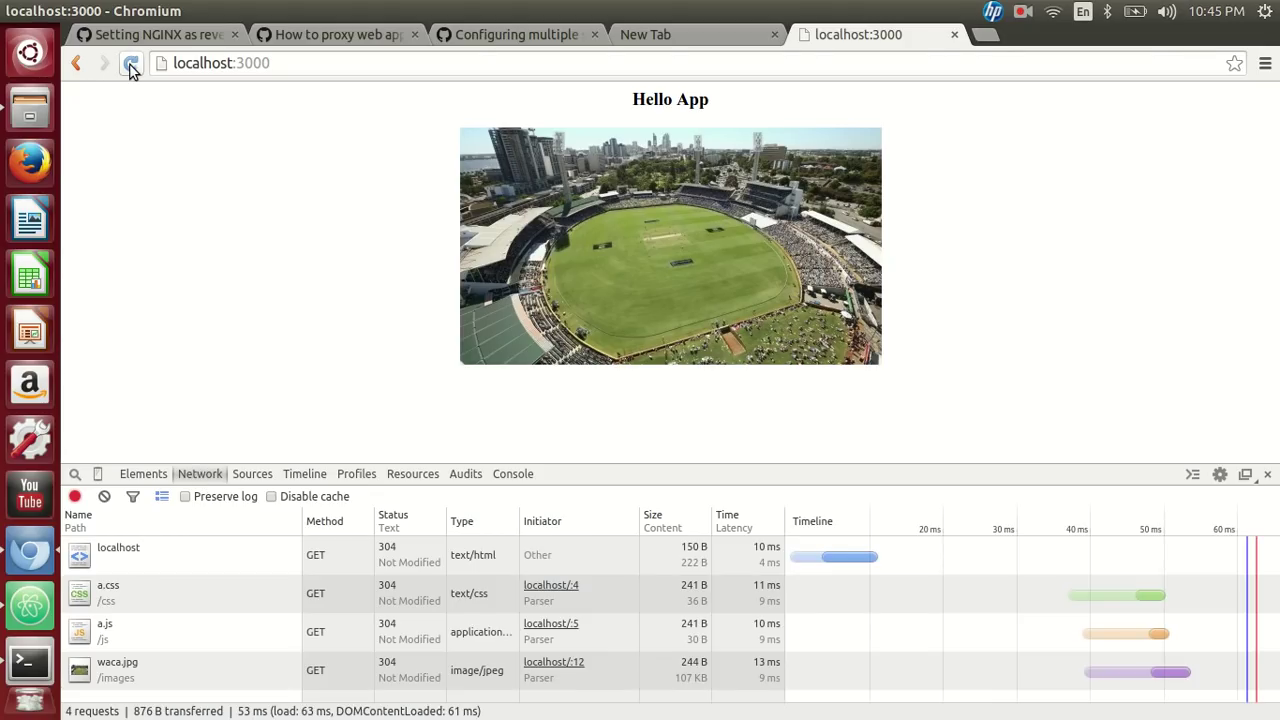 localhost:3000 - Chromium
En
10:45 PM
Setting NGINX as reve
How to proxy web app
Configuring multiple s
New Tab
localhost:3000
localhost:3000
Hello App
Elements Network Sources Timeline Profiles Resources Audits Console
Preserve log Disable cache
Name Path Method Status Text Type Initiator Size Content Time Latency Timeline 20 ms 30 ms 40 ms 50 ms 60 ms
localhost GET 304 Not Modified text/html Other 150 B 222 B 10 ms 4 ms
a.css /css GET 304 Not Modified text/css localhost/:4 Parser 241 B 36 B 11 ms 9 ms
a.js /js GET 304 Not Modified application... localhost/:5 Parser 241 B 30 B 10 ms 9 ms
waca.jpg /images GET 304 Not Modified image/jpeg localhost/:12 Parser 244 B 107 KB 13 ms 9 ms
4 requests | 876 B transferred | 53 ms (load: 63 ms, DOMContentLoaded: 61 ms)
hp
a
You
Tube